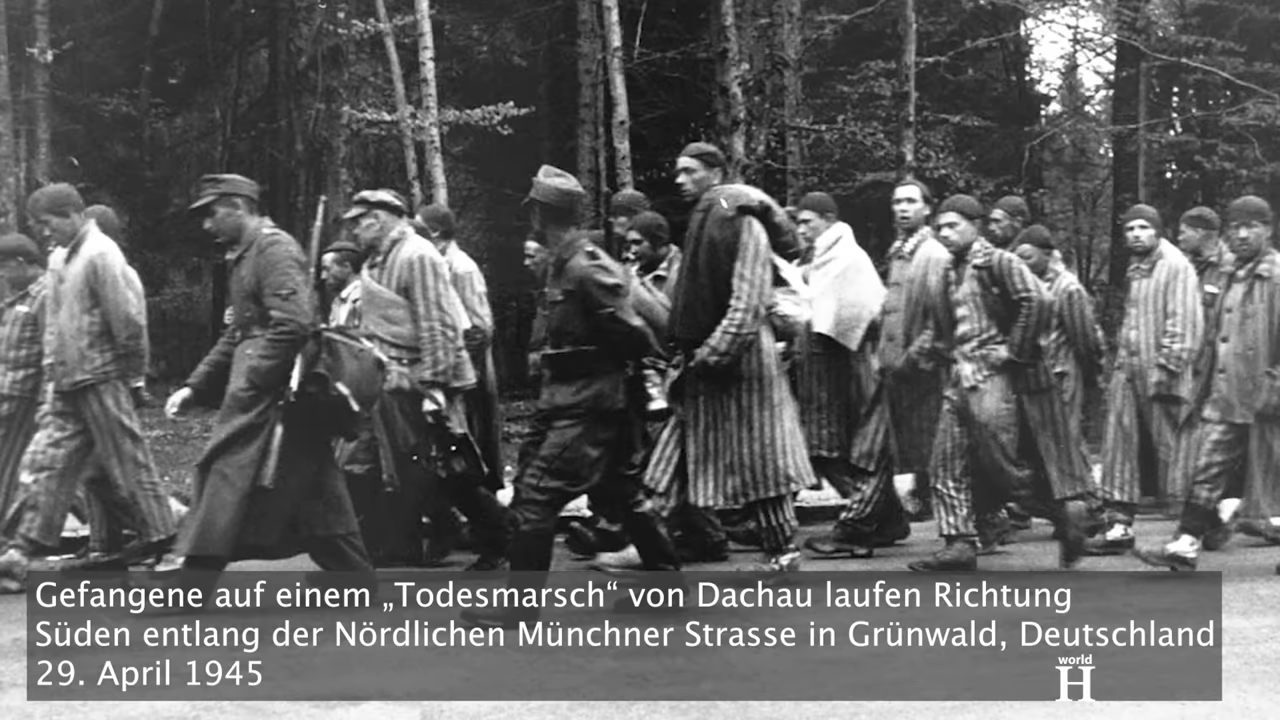 Gefangene auf einem „Todesmarsch“ von Dachau laufen Richtung
Süden entlang der Nördlichen Münchner Strasse in Grünwald, Deutschland
29. April 1945
world
H